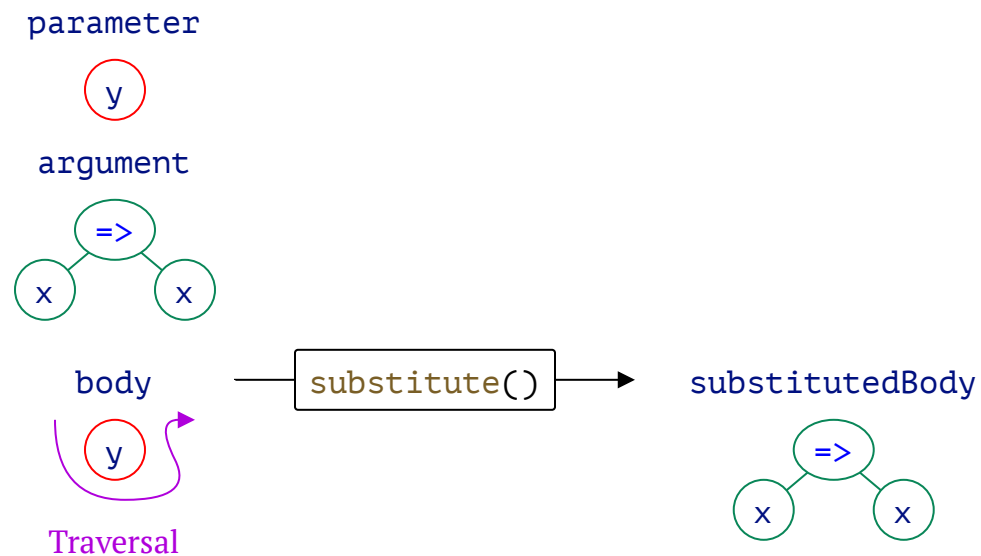 parameter
y
argument
=>
x x
body
substitute()
substitutedBody
y
=>
x x
Traversal